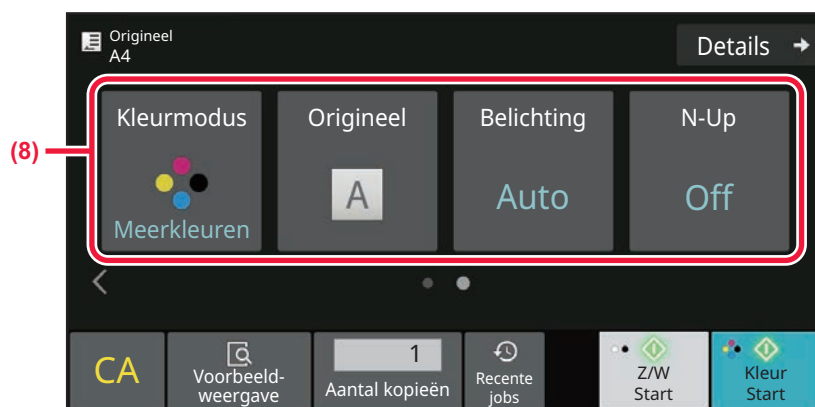 Origineel
A4
Details
(8)
Kleurmodus
Origineel
Belichting
N-Up
A
Auto
Off
Meerkleuren
CA
Voorbeeld-
weergave
1
Aantal kopieën
Recente
jobs
Z/W
Start
Kleur
Start